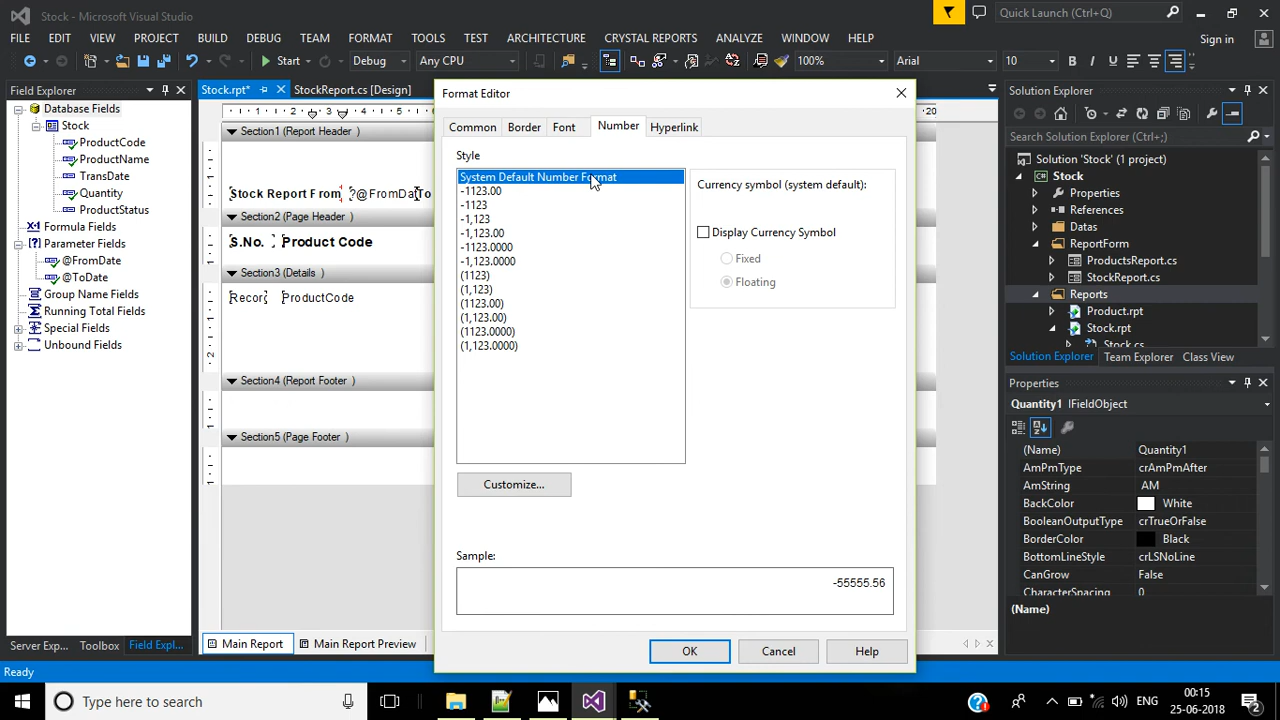 Stock - Microsoft Visual Studio
Quick Launch (Ctrl+Q)
FILE EDIT VIEW PROJECT BUILD DEBUG TEAM FORMAT TOOLS TEST ARCHITECTURE CRYSTAL REPORTS ANALYZE WINDOW HELP
Sign in
Start Debug Any CPU 100% Arial 10 B I U
Field Explorer
Database Fields
Stock
ProductCode
ProductName
TransDate
Quantity
ProductStatus
Formula Fields
Parameter Fields
@FromDate
@ToDate
Group Name Fields
Running Total Fields
Special Fields
Unbound Fields
Server Exp... Toolbox Field Expl...
Stock.rpt* StockReport.cs [Design]
Section1 (Report Header )
Stock Report From ?@FromDa To
Section2 (Page Header )
S.No. Product Code
Section3 (Details )
Recor ProductCode
Section4 (Report Footer )
Section5 (Page Footer )
Main Report Main Report Preview
Format Editor
Common Border Font Number Hyperlink
Style
System Default Number Format
-1123.00
-1123
-1,123
-1,123.00
-1123.0000
-1,123.0000
(1123)
(1,123)
(1123.00)
(1,123.00)
(1123.0000)
(1,123.0000)
Customize...
Currency symbol (system default):
Display Currency Symbol
Fixed
Floating
Sample:
-55555.56
OK Cancel Help
Solution Explorer
Search Solution Explorer (Ctrl+;)
Solution 'Stock' (1 project)
Stock
Properties
References
Datas
ReportForm
ProductsReport.cs
StockReport.cs
Reports
Product.rpt
Stock.rpt
Stock.cs
Solution Explorer Team Explorer Class View
Properties
Quantity1 IFieldObject
(Name) Quantity1
AmPmType crAmPmAfter
AmString AM
BackColor White
BooleanOutputType crTrueOrFalse
BorderColor Black
BottomLineStyle crLSNoLine
CanGrow False
CharacterSpacing 0
(Name)
Ready
Type here to search
ENG
00:15
25-06-2018
2